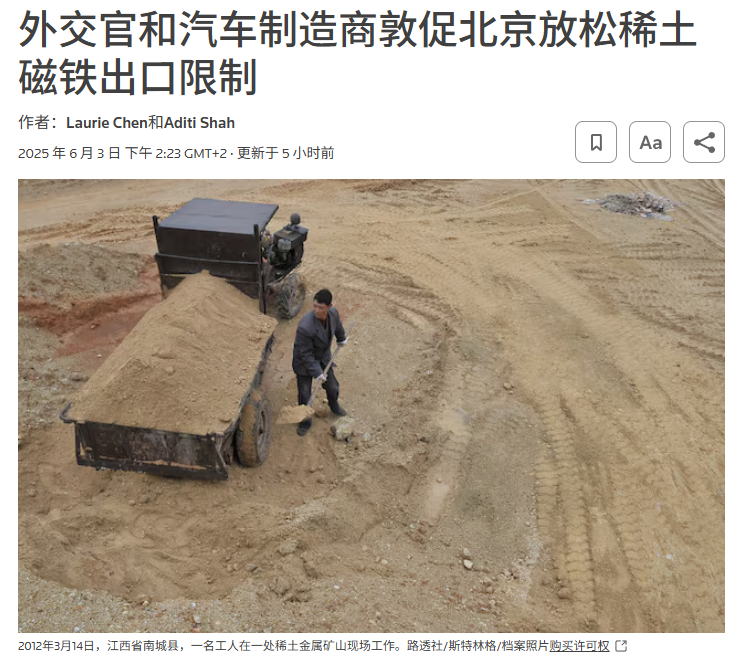 外交官和汽车制造商敦促北京放松稀土
磁铁出口限制
作者：Laurie Chen和Aditi Shah
2025 年 6 月 3 日 下午 2:23 GMT+2 · 更新于 5 小时前
Aa
2012年3月14日，江西省南城县，一名工人在一处稀土金属矿山现场工作。路透社/斯特林格/档案照片购买许可权